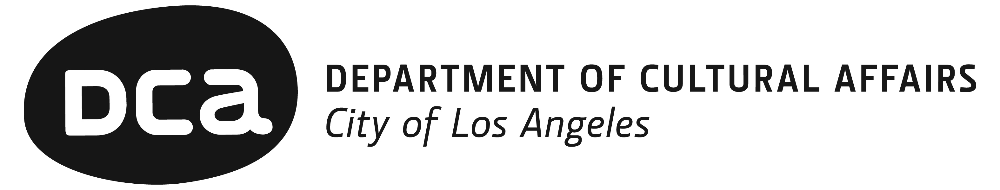 DCa
DEPARTMENT OF CULTURAL AFFAIRS
City of Los Angeles